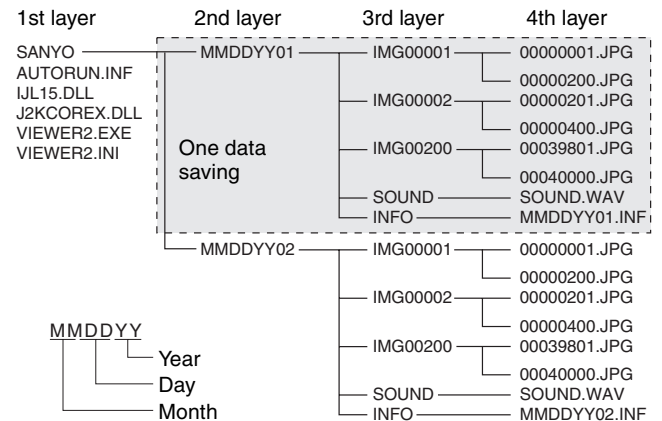 1st layer 2nd layer 3rd layer 4th layer
SANYO MMDDYY01 IMG00001 00000001.JPG
AUTORUN.INF
00000200.JPG
IJL15.DLL
IMG00002 00000201.JPG
J2KCOREX.DLL
VIEWER2.EXE
00000400.JPG
VIEWER2.INI
One data
saving
IMG00200 00039801.JPG
00040000.JPG
SOUND SOUND.WAV
INFO MMDDYY01.INF
MMDDYY02 IMG00001 00000001.JPG
00000200.JPG
IMG00002 00000201.JPG
00000400.JPG
MMDDYY
IMG00200 00039801.JPG
Year
00040000.JPG
Day
SOUND SOUND.WAV
Month
INFO MMDDYY02.INF